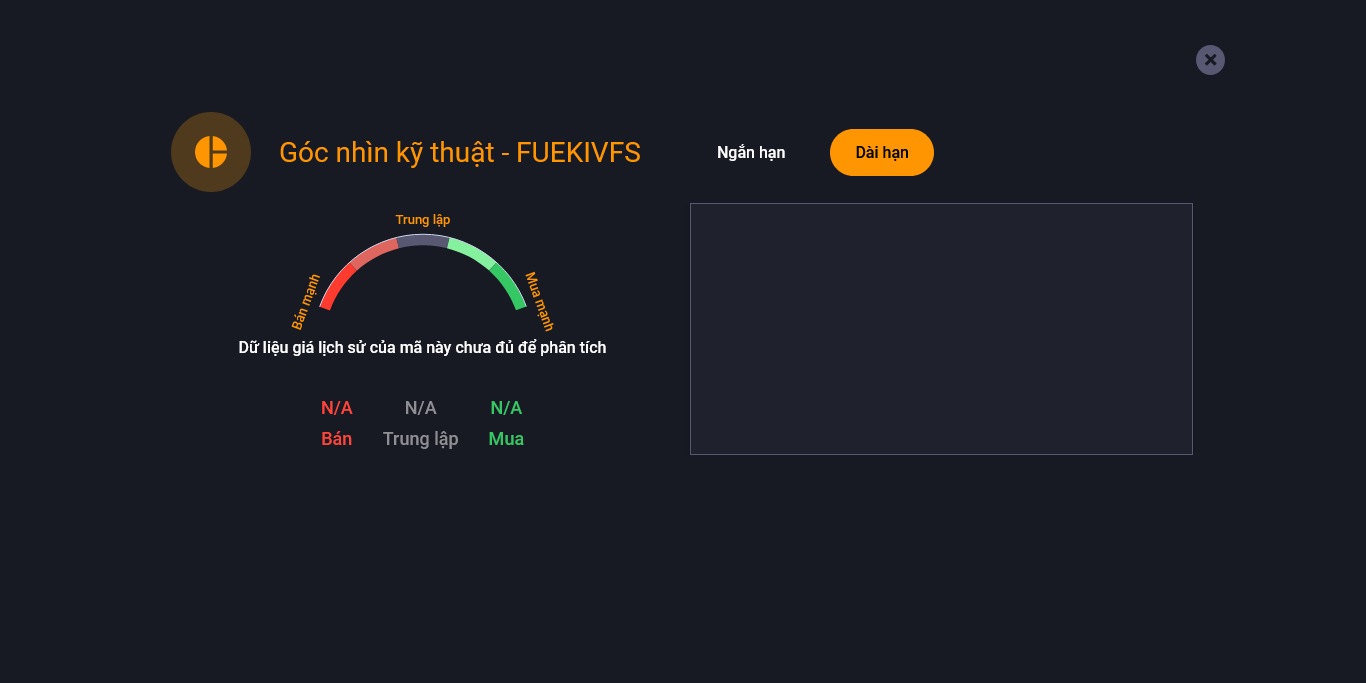 Góc nhìn kỹ thuật - FUEKIVFS
Ngắn hạn
Dài hạn
Trung lập
Bán mạnh
Mua mạnh
Dữ liệu giá lịch sử của mã này chưa đủ để phân tích
N/A N/A N/A
Bán Trung lập Mua